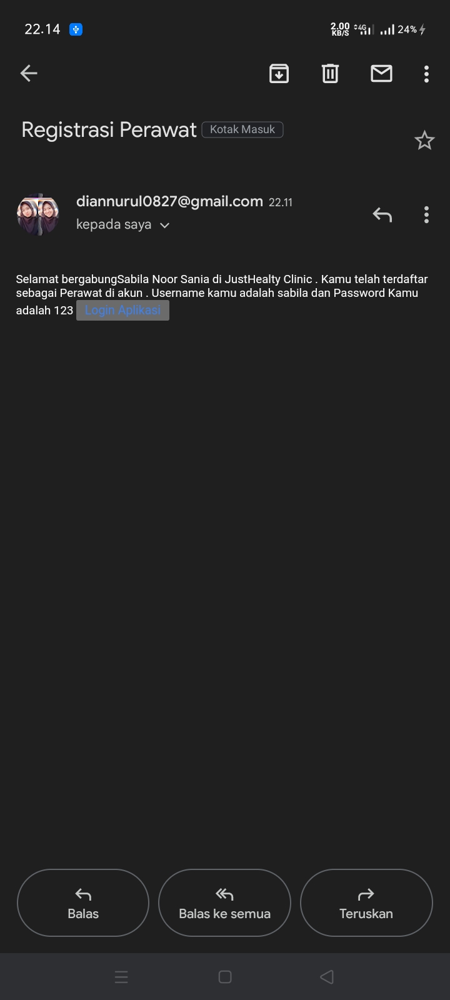 22.14
2.00
KB/S
4G
24%
Registrasi Perawat
Kotak Masuk
diannurul0827@gmail.com 22.11
kepada saya
Selamat bergabungSabila Noor Sania di JustHealty Clinic . Kamu telah terdaftar
sebagai Perawat di akun . Username kamu adalah sabila dan Password Kamu
adalah 123 Login Aplikasi
Balas
Balas ke semua
Teruskan